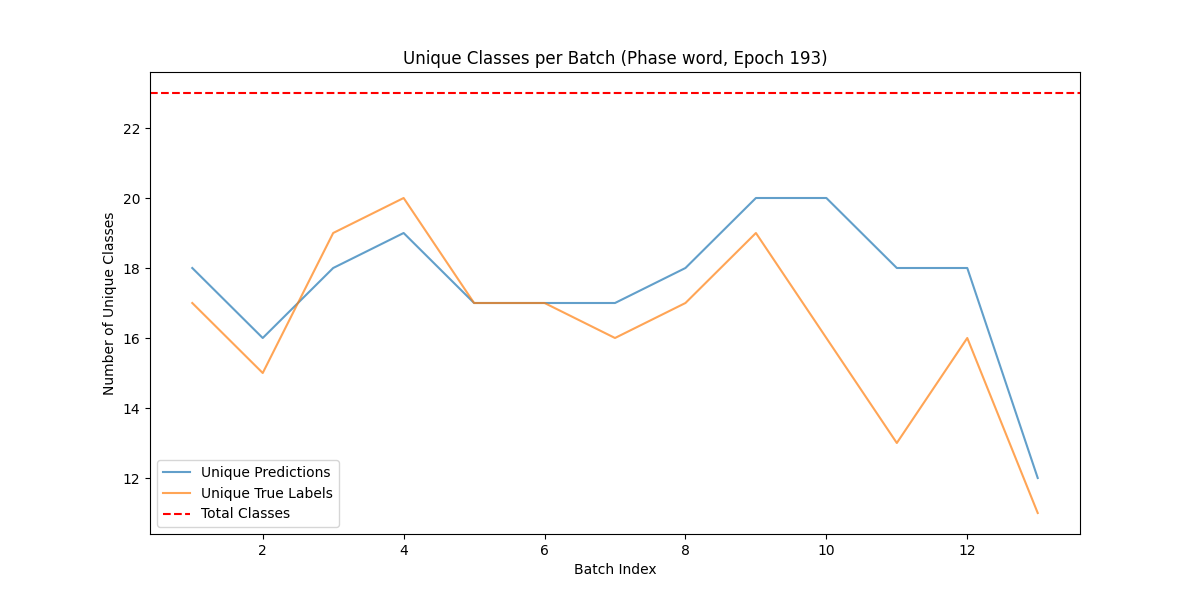 Unique Classes per Batch (Phase word, Epoch 193)
Number of Unique Classes
22
20
18
16
14
12
Unique Predictions
Unique True Labels
Total Classes
2 4 6 8 10 12
Batch Index